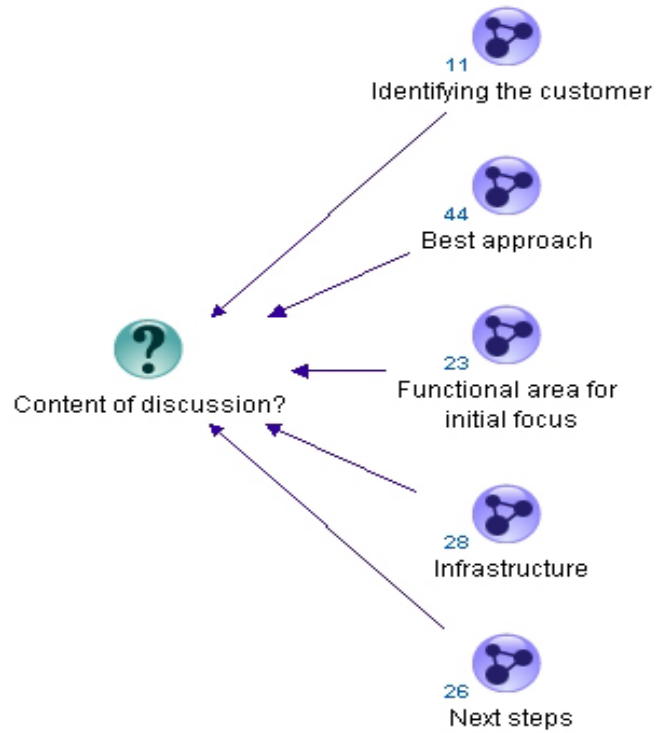 11
Identifying the customer
44
Best approach
23
Functional area for
initial focus
?
Content of discussion?
28
Infrastructure
26
Next steps